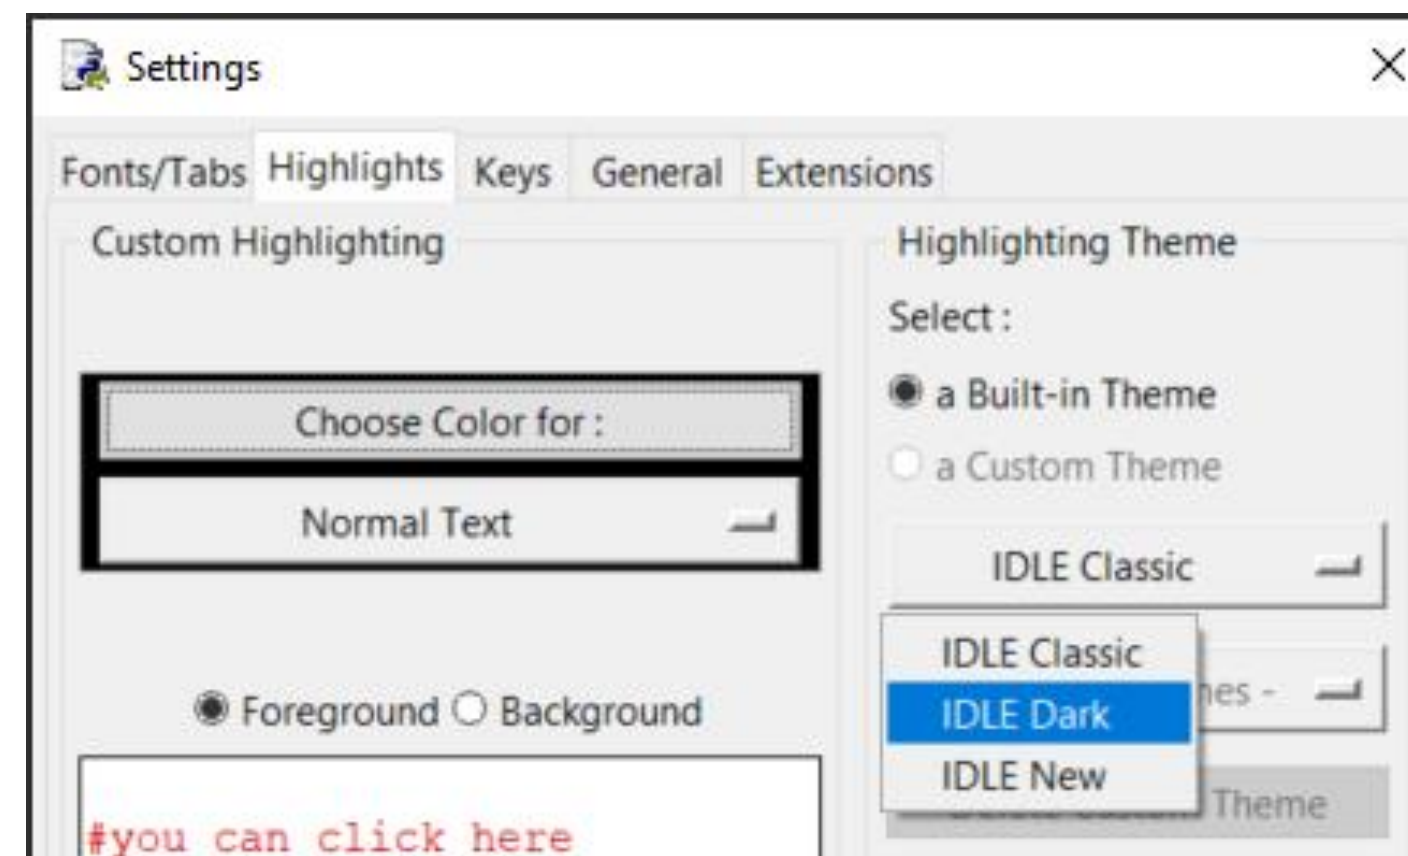 Settings
Fonts/Tabs Highlights Keys General Extensions
Custom Highlighting
Choose Color for :
Normal Text
Foreground Background
#you can click here
Highlighting Theme
Select :
a Built-in Theme
a Custom Theme
IDLE Classic
IDLE Classic
IDLE Dark
IDLE New
Theme